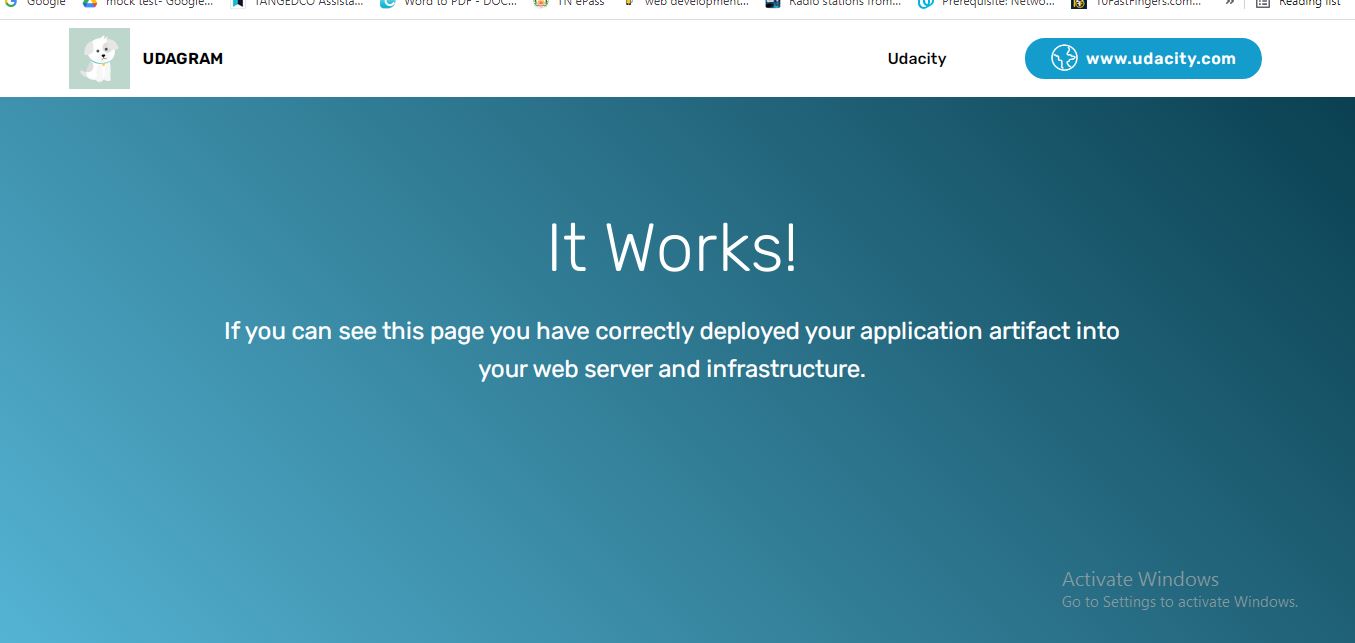 Google mock test- Google... TANGEDCO Assista... Word to PDF - DOC... TN ePass web development... Radio stations from... Prerequisite: Netwo... 10FastFingers.com... » Reading list
UDAGRAM Udacity www.udacity.com
It Works!
If you can see this page you have correctly deployed your application artifact into
your web server and infrastructure.
Activate Windows
Go to Settings to activate Windows.